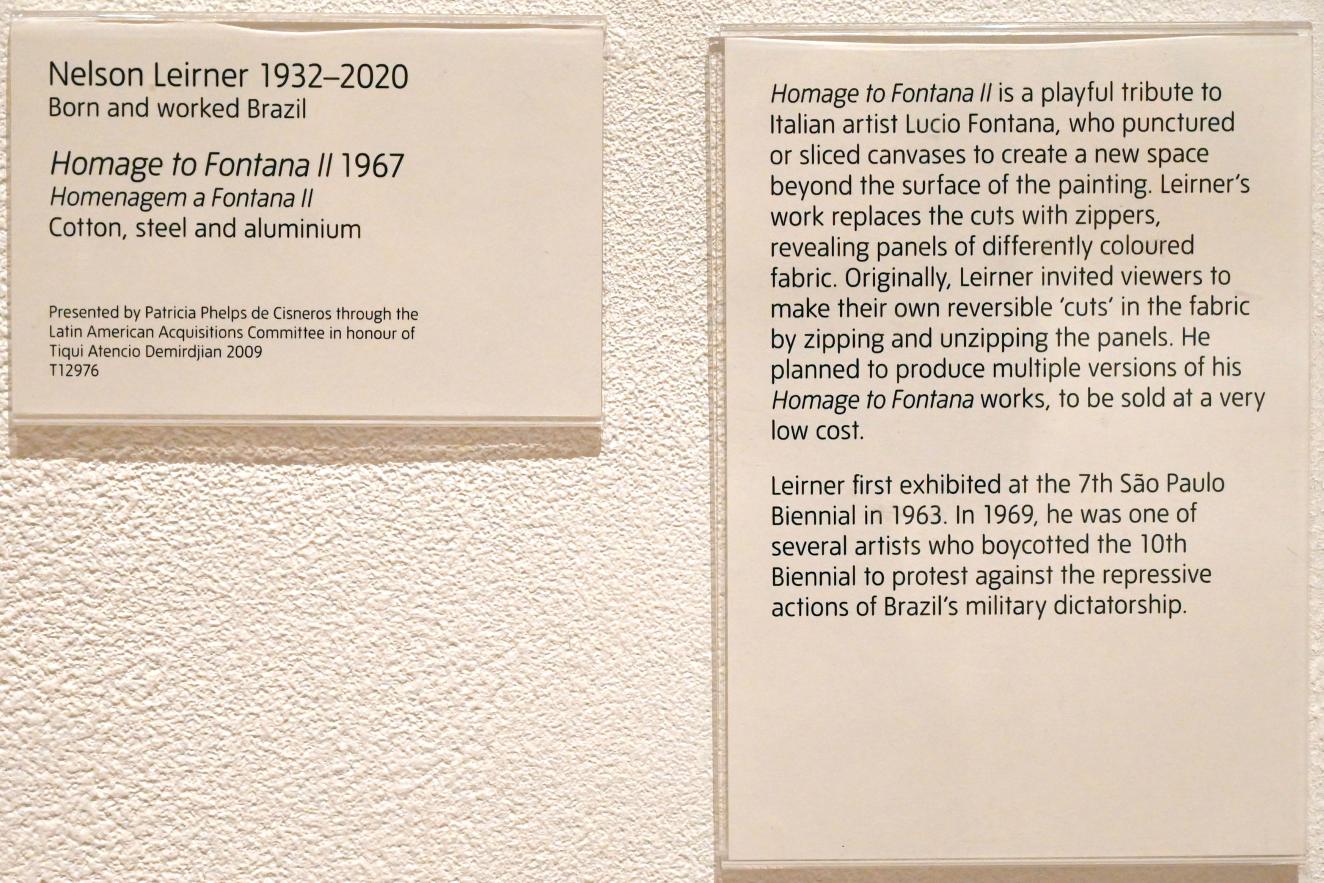 Nelson Leirner 1932–2020
Born and worked Brazil
Homage to Fontana II 1967
Homenagem a Fontana II
Cotton, steel and aluminium
Presented by Patricia Phelps de Cisneros through the
Latin American Acquisitions Committee in honour of
Tiqui Atencio Demirdjian 2009
T12976
Homage to Fontana II is a playful tribute to
Italian artist Lucio Fontana, who punctured
or sliced canvases to create a new space
beyond the surface of the painting. Leirner’s
work replaces the cuts with zippers,
revealing panels of differently coloured
fabric. Originally, Leirner invited viewers to
make their own reversible ‘cuts’ in the fabric
by zipping and unzipping the panels. He
planned to produce multiple versions of his
Homage to Fontana works, to be sold at a very
low cost.
Leirner first exhibited at the 7th São Paulo
Biennial in 1963. In 1969, he was one of
several artists who boycotted the 10th
Biennial to protest against the repressive
actions of Brazil’s military dictatorship.